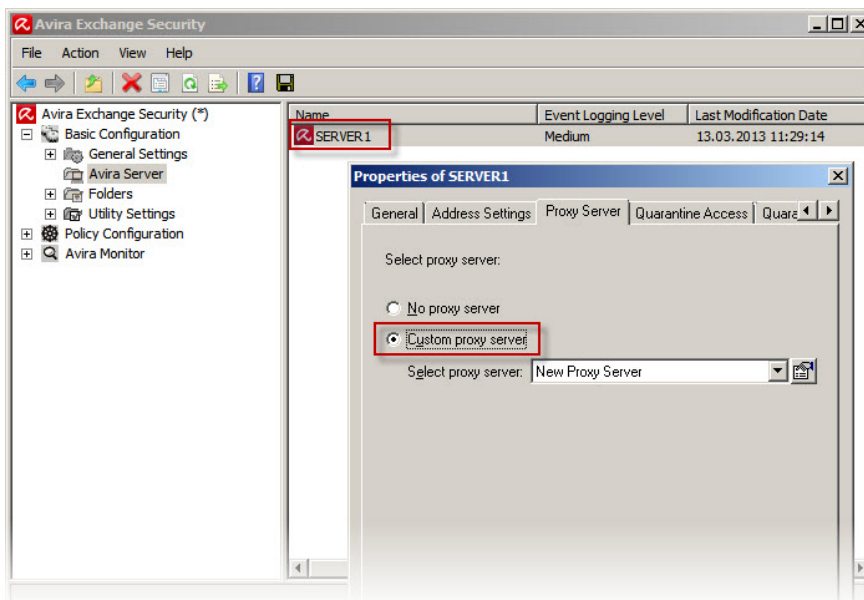 Avira Exchange Security
File Action View Help
Avira Exchange Security (*)
Basic Configuration
General Settings
Avira Server
Folders
Utility Settings
Policy Configuration
Avira Monitor
Name Event Logging Level Last Modification Date
SERVER1 Medium 13.03.2013 11:29:14
Properties of SERVER1
General Address Settings Proxy Server Quarantine Access Quara
Select proxy server:
No proxy server
Custom proxy server
Select proxy server: New Proxy Server